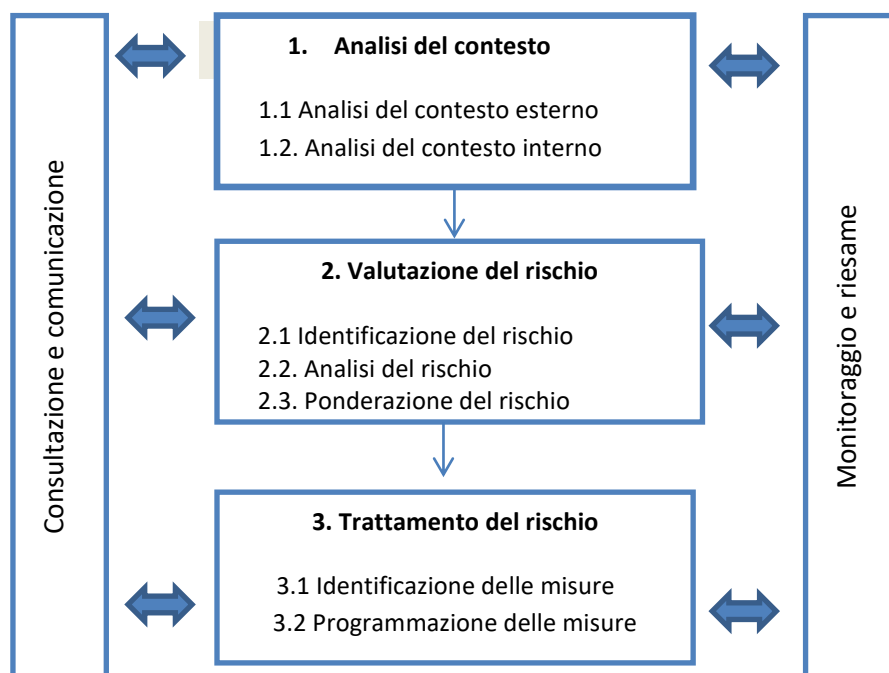 Consultazione e comunicazione
1. Analisi del contesto
1.1 Analisi del contesto esterno
1.2. Analisi del contesto interno
2. Valutazione del rischio
2.1 Identificazione del rischio
2.2. Analisi del rischio
2.3. Ponderazione del rischio
3. Trattamento del rischio
3.1 Identificazione delle misure
3.2 Programmazione delle misure
Monitoraggio e riesame